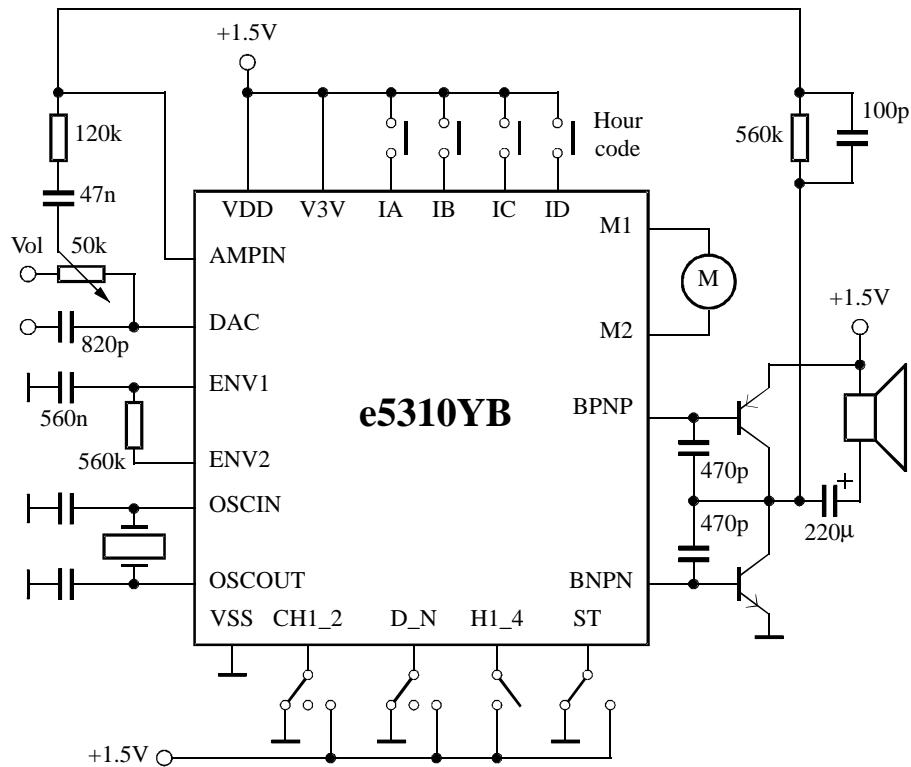 +1.5V
120k
47n
Vol 50k
820p
560n
560k
Hour
code
560k
100p
VDD V3V IA IB IC ID
AMPIN
DAC
ENV1
ENV2
OSCIN
OSCOUT
M1
M
M2
e5310YB
BPNP
BNPN
470p
470p
+1.5V
+
220μ
VSS CH1_2 D_N H1_4 ST
+1.5V